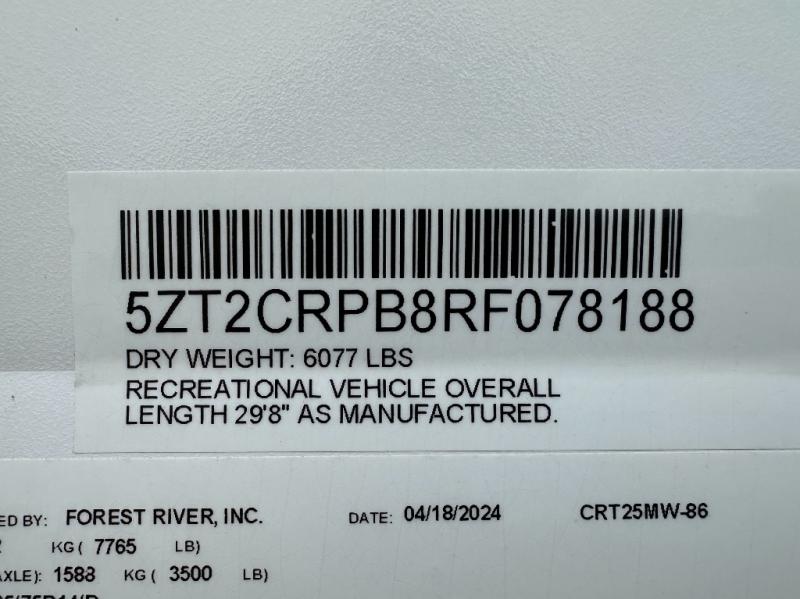 5ZT2CRPB8RF078188
DRY WEIGHT: 6077 LBS
RECREATIONAL VEHICLE OVERALL
LENGTH 29'8" AS MANUFACTURED.
ED BY: FOREST RIVER, INC. DATE: 04/18/2024 CRT25MW-86
KG ( 7765 LB)
AXLE): 1588 KG ( 3500 LB)